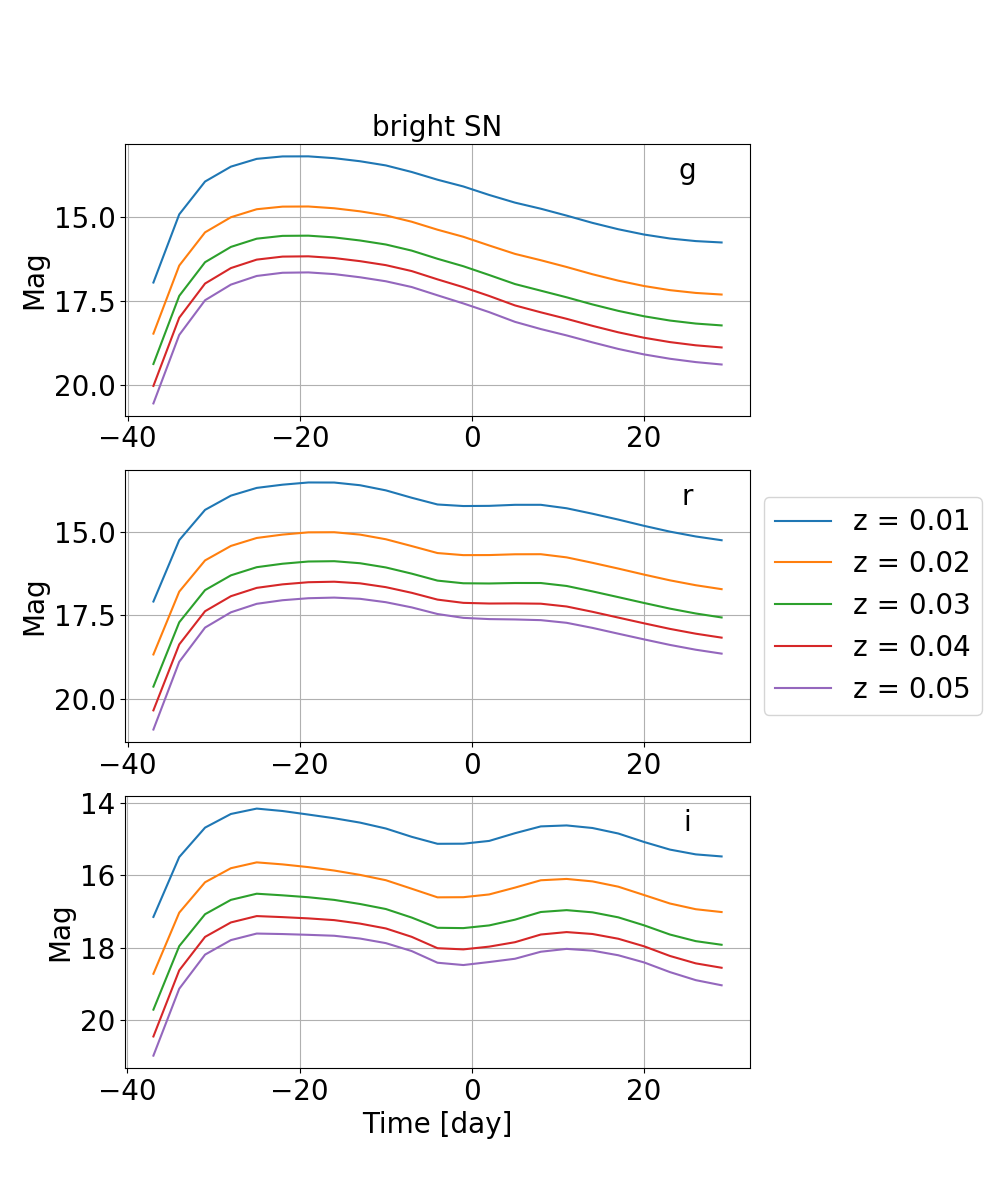 bright SN
g
Mag
15.0
17.5
20.0
−40 −20 0 20
r
Mag
15.0
17.5
20.0
−40 −20 0 20
z = 0.01
z = 0.02
z = 0.03
z = 0.04
z = 0.05
i
Mag
14
16
18
20
−40 −20 0 20
Time [day]